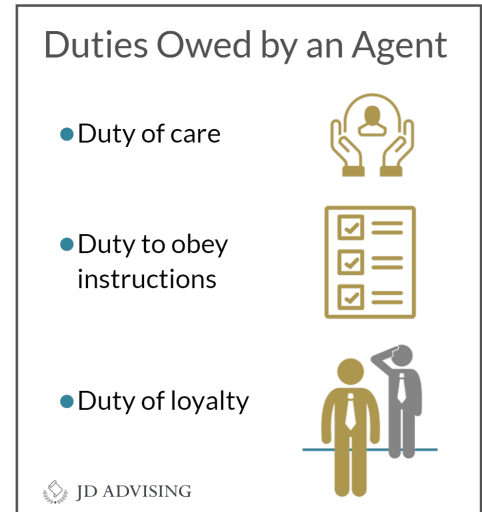 Duties Owed by an Agent
Duty of care
Duty to obey
instructions
Duty of loyalty
JD ADVISING